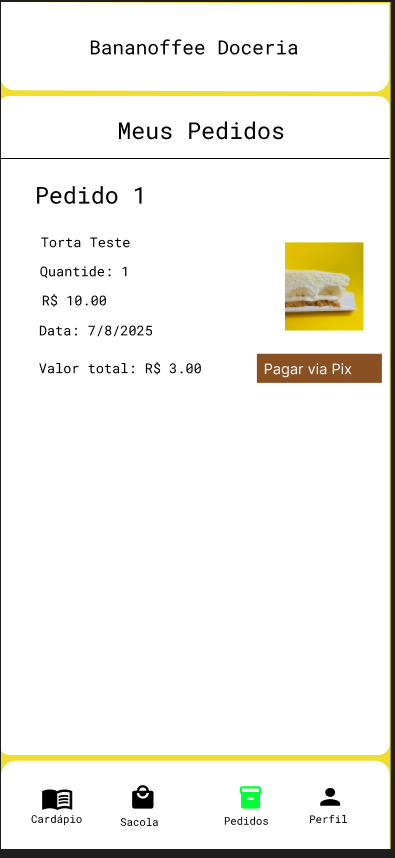 Bananoffee Doceria
Meus Pedidos
Pedido 1
Torta Teste
Quantide: 1
R$ 10.00
Data: 7/8/2025
Valor total: R$ 3.00
Pagar via Pix
Cardápio
Sacola
Pedidos
Perfil